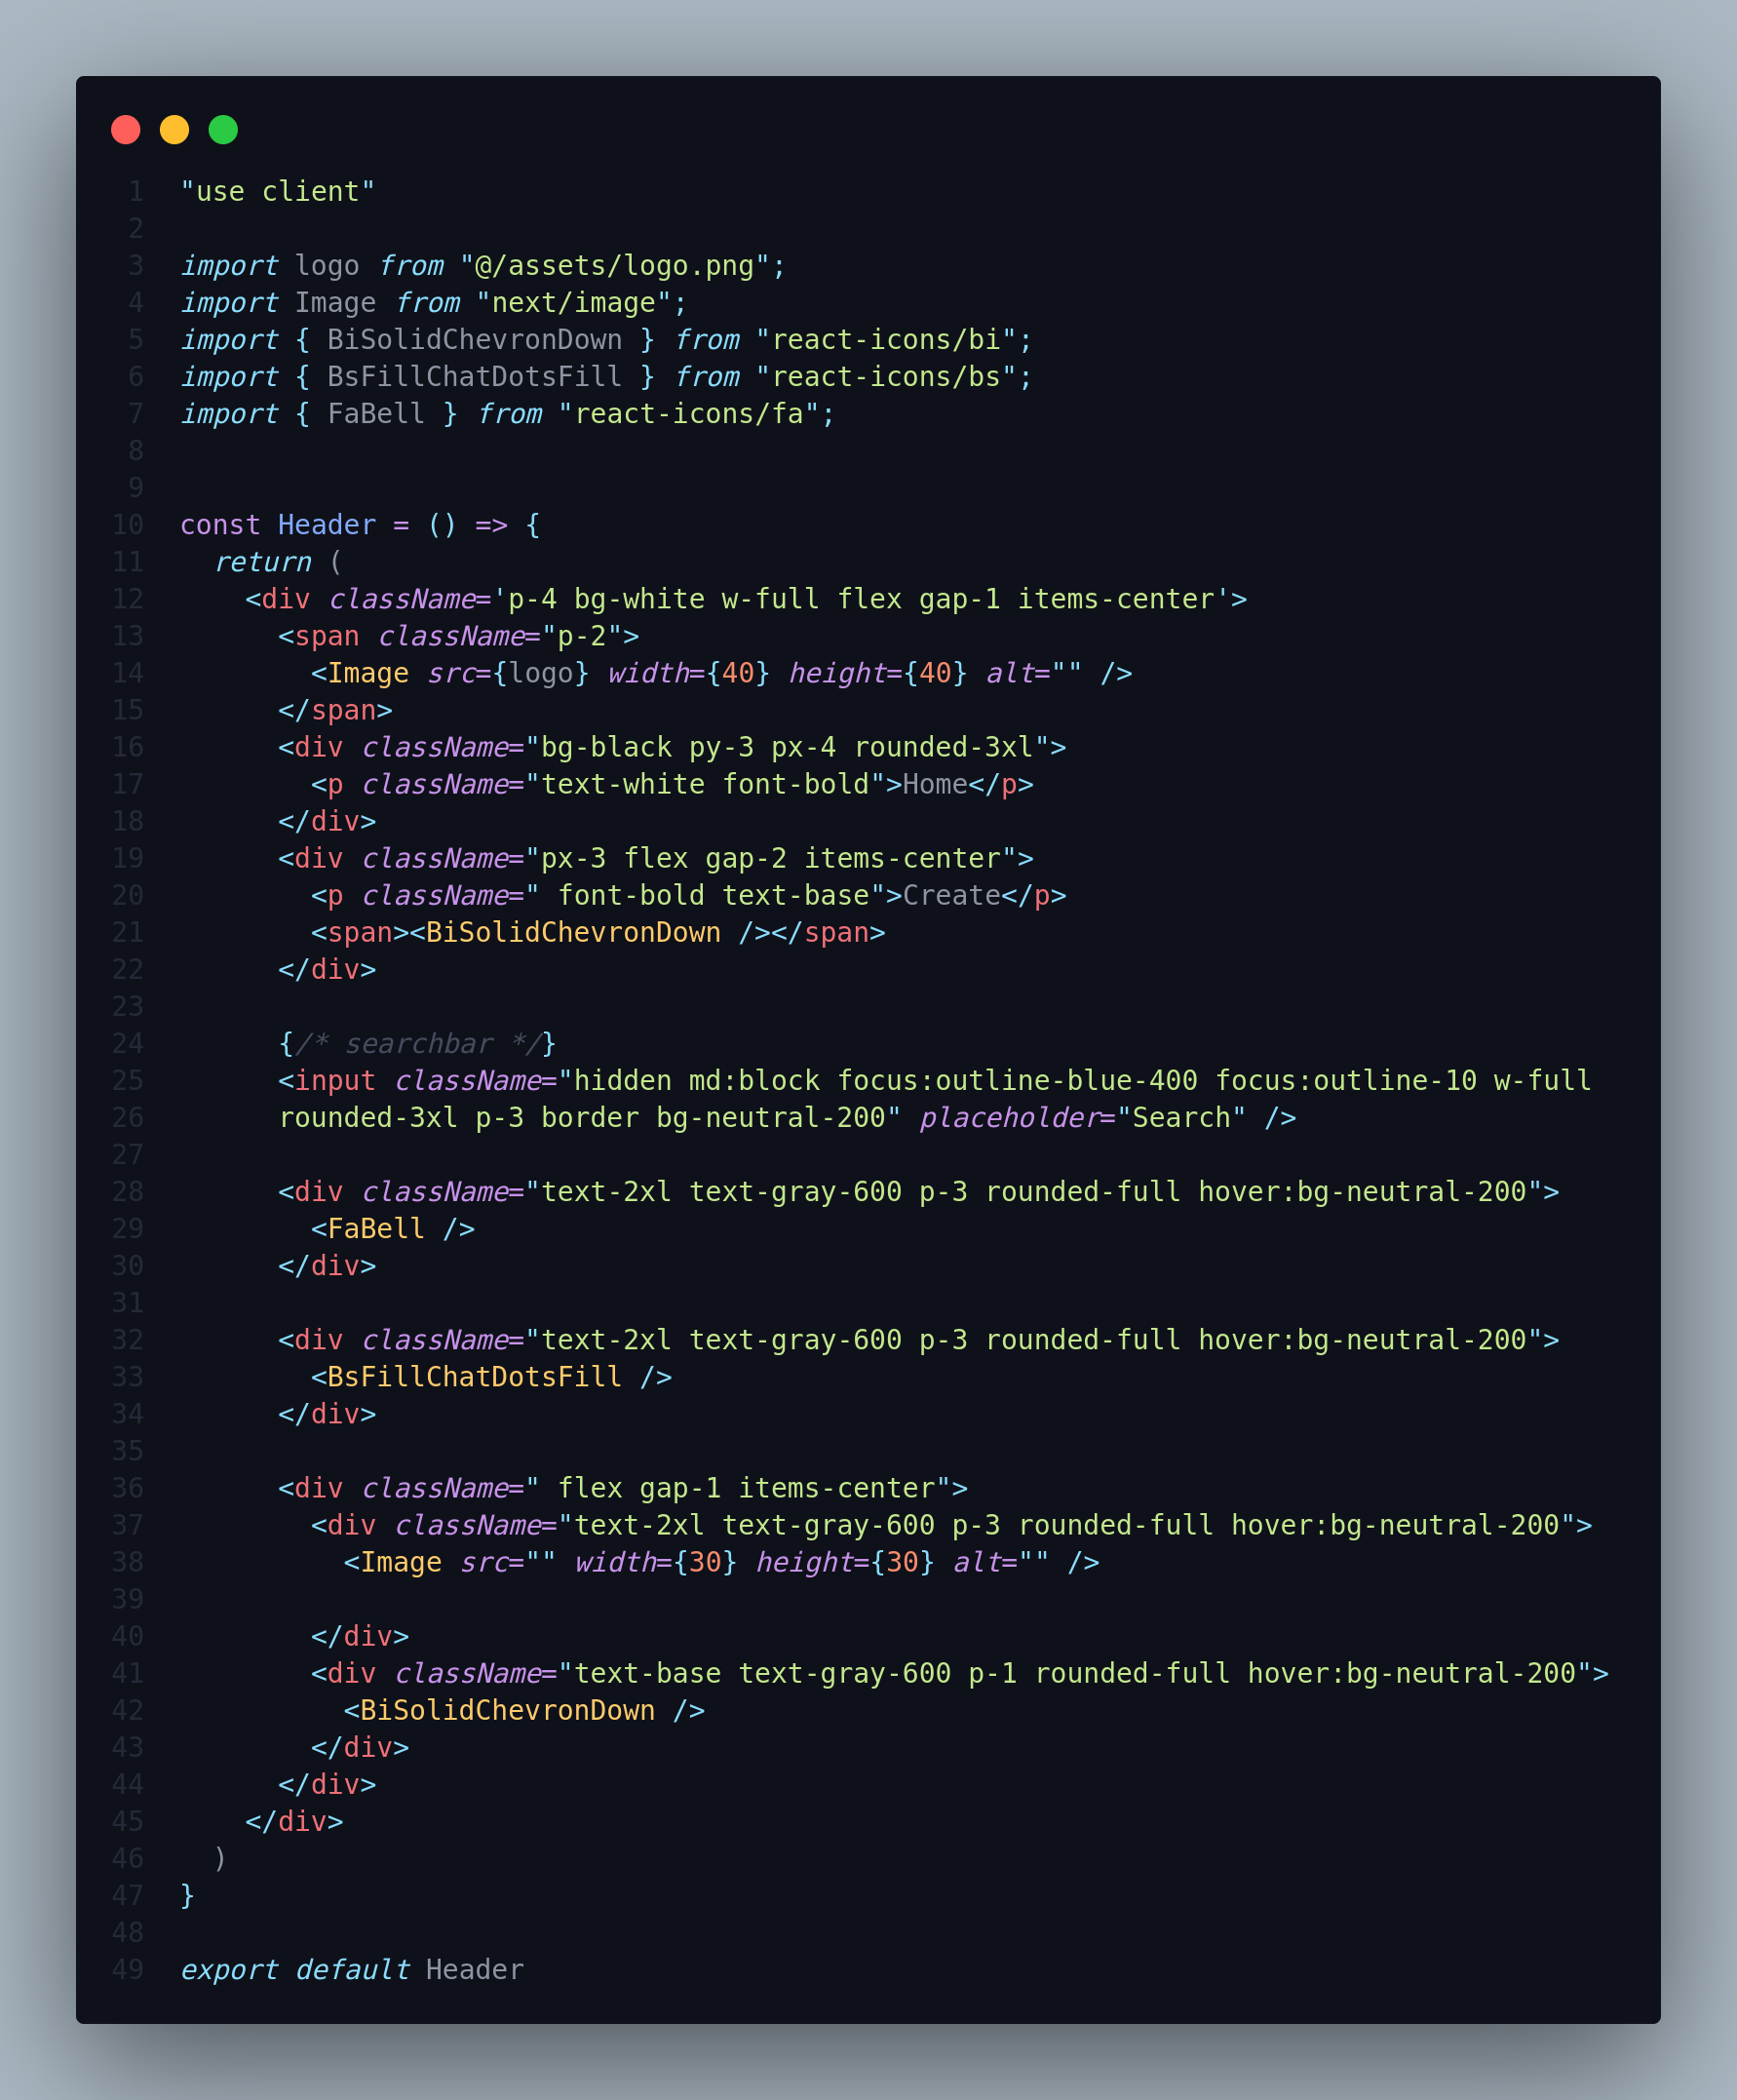 1 "use client"
2
3 import logo from "@/assets/logo.png";
4 import Image from "next/image";
5 import { BiSolidChevronDown } from "react-icons/bi";
6 import { BsFillChatDotsFill } from "react-icons/bs";
7 import { FaBell } from "react-icons/fa";
8
9
10 const Header = () => {
11   return (
12     <div className='p-4 bg-white w-full flex gap-1 items-center'>
13       <span className="p-2">
14         <Image src={logo} width={40} height={40} alt="" />
15       </span>
16       <div className="bg-black py-3 px-4 rounded-3xl">
17         <p className="text-white font-bold">Home</p>
18       </div>
19       <div className="px-3 flex gap-2 items-center">
20         <p className=" font-bold text-base">Create</p>
21         <span><BiSolidChevronDown /></span>
22       </div>
23
24       {/* searchbar */}
25       <input className="hidden md:block focus:outline-blue-400 focus:outline-10 w-full
26       rounded-3xl p-3 border bg-neutral-200" placeholder="Search" />
27
28       <div className="text-2xl text-gray-600 p-3 rounded-full hover:bg-neutral-200">
29         <FaBell />
30       </div>
31
32       <div className="text-2xl text-gray-600 p-3 rounded-full hover:bg-neutral-200">
33         <BsFillChatDotsFill />
34       </div>
35
36       <div className=" flex gap-1 items-center">
37         <div className="text-2xl text-gray-600 p-3 rounded-full hover:bg-neutral-200">
38           <Image src="" width={30} height={30} alt="" />
39
40         </div>
41         <div className="text-base text-gray-600 p-1 rounded-full hover:bg-neutral-200">
42           <BiSolidChevronDown />
43         </div>
44       </div>
45     </div>
46   )
47 }
48
49 export default Header